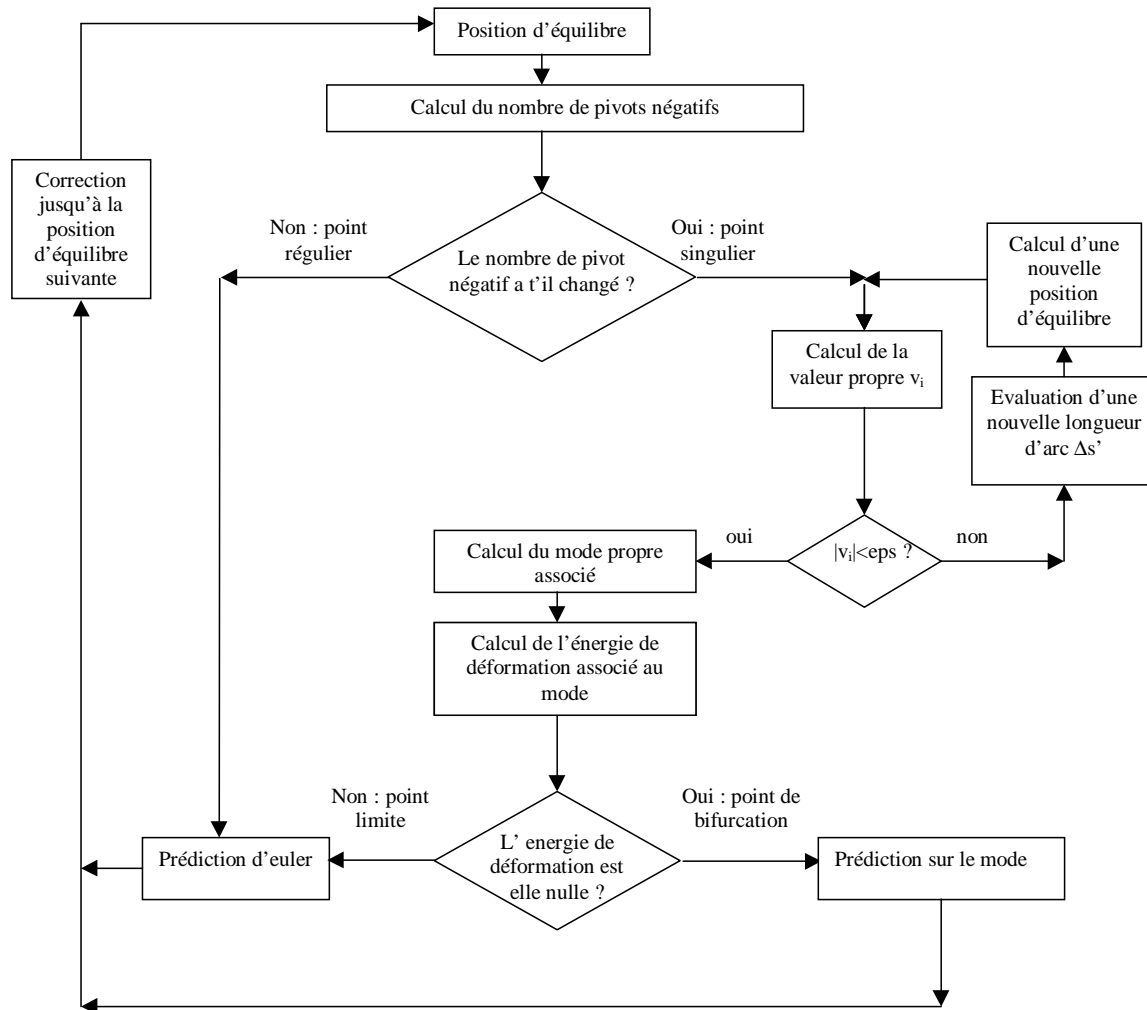 Position d'équilibre
Calcul du nombre de pivots négatifs
Correction
jusqu'à la
position
d'équilibre
suivante
Non : point
régulier
Le nombre de pivot
négatif a t'il changé ?
Oui : point
singulier
Calcul d'une
nouvelle
position
d'équilibre
Calcul de la
valeur propre vi
Evaluation d'une
nouvelle longueur
d'arc Δs'
|vi|<eps ?
oui
non
Calcul du mode propre
associé
Calcul de l'énergie de
déformation associé au
mode
Non : point
limite
Oui : point de
bifurcation
L' energie de
déformation est
elle nulle ?
Prédiction d'euler
Prédiction sur le mode